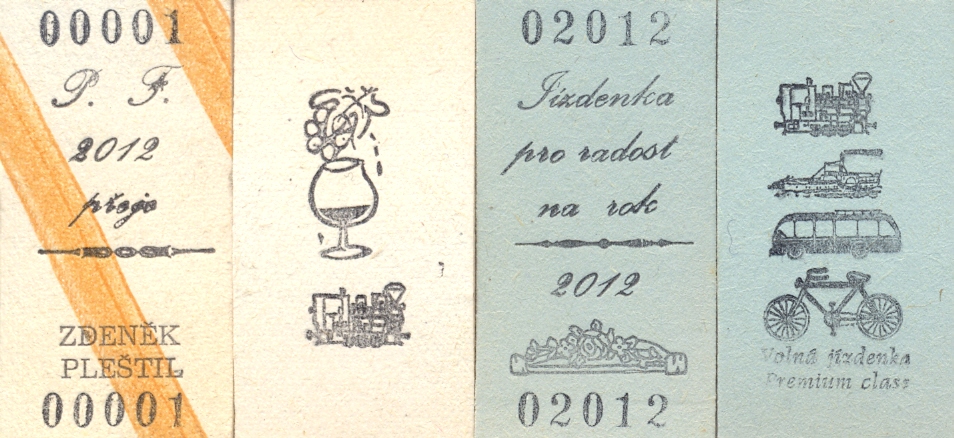 00001
P. F.
2012
přeje
ZDENĚK
PLEŠTIL
00001
02012
Jízdenka
pro radost
na rok
2012
02012
Volná jízdenka
Premium class